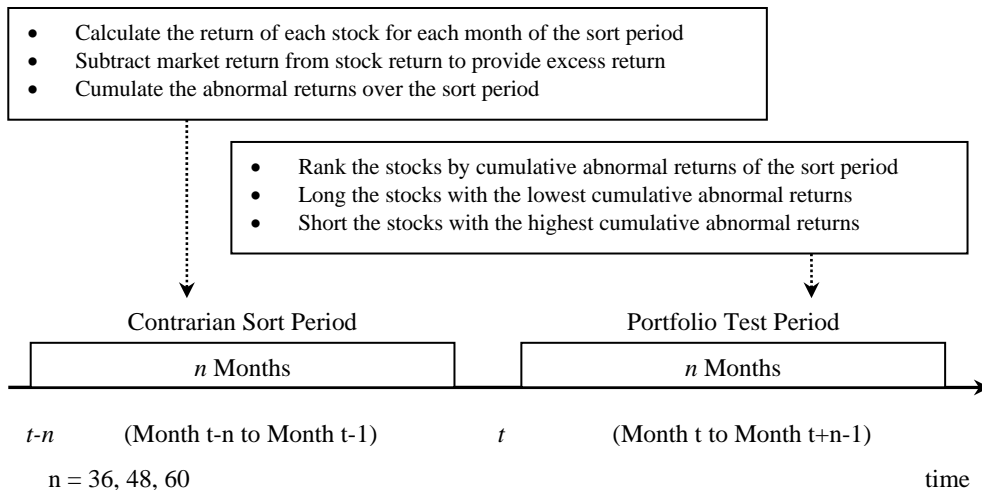 • Calculate the return of each stock for each month of the sort period
• Subtract market return from stock return to provide excess return
• Cumulate the abnormal returns over the sort period
• Rank the stocks by cumulative abnormal returns of the sort period
• Long the stocks with the lowest cumulative abnormal returns
• Short the stocks with the highest cumulative abnormal returns
Contrarian Sort Period
Portfolio Test Period
n Months
n Months
t-n (Month t-n to Month t-1) t (Month t to Month t+n-1)
n = 36, 48, 60 time